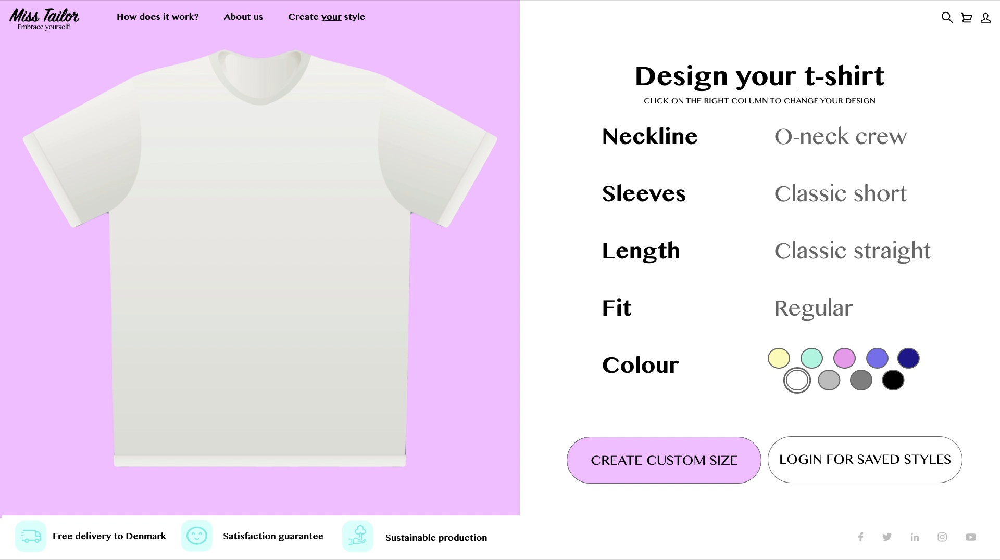 Miss Tailor
Embrace yourself!
How does it work?
About us
Create your style
Design your t-shirt
CLICK ON THE RIGHT COLUMN TO CHANGE YOUR DESIGN
Neckline
O-neck crew
Sleeves
Classic short
Length
Classic straight
Fit
Regular
Colour
CREATE CUSTOM SIZE
LOGIN FOR SAVED STYLES
Free delivery to Denmark
Satisfaction guarantee
Sustainable production